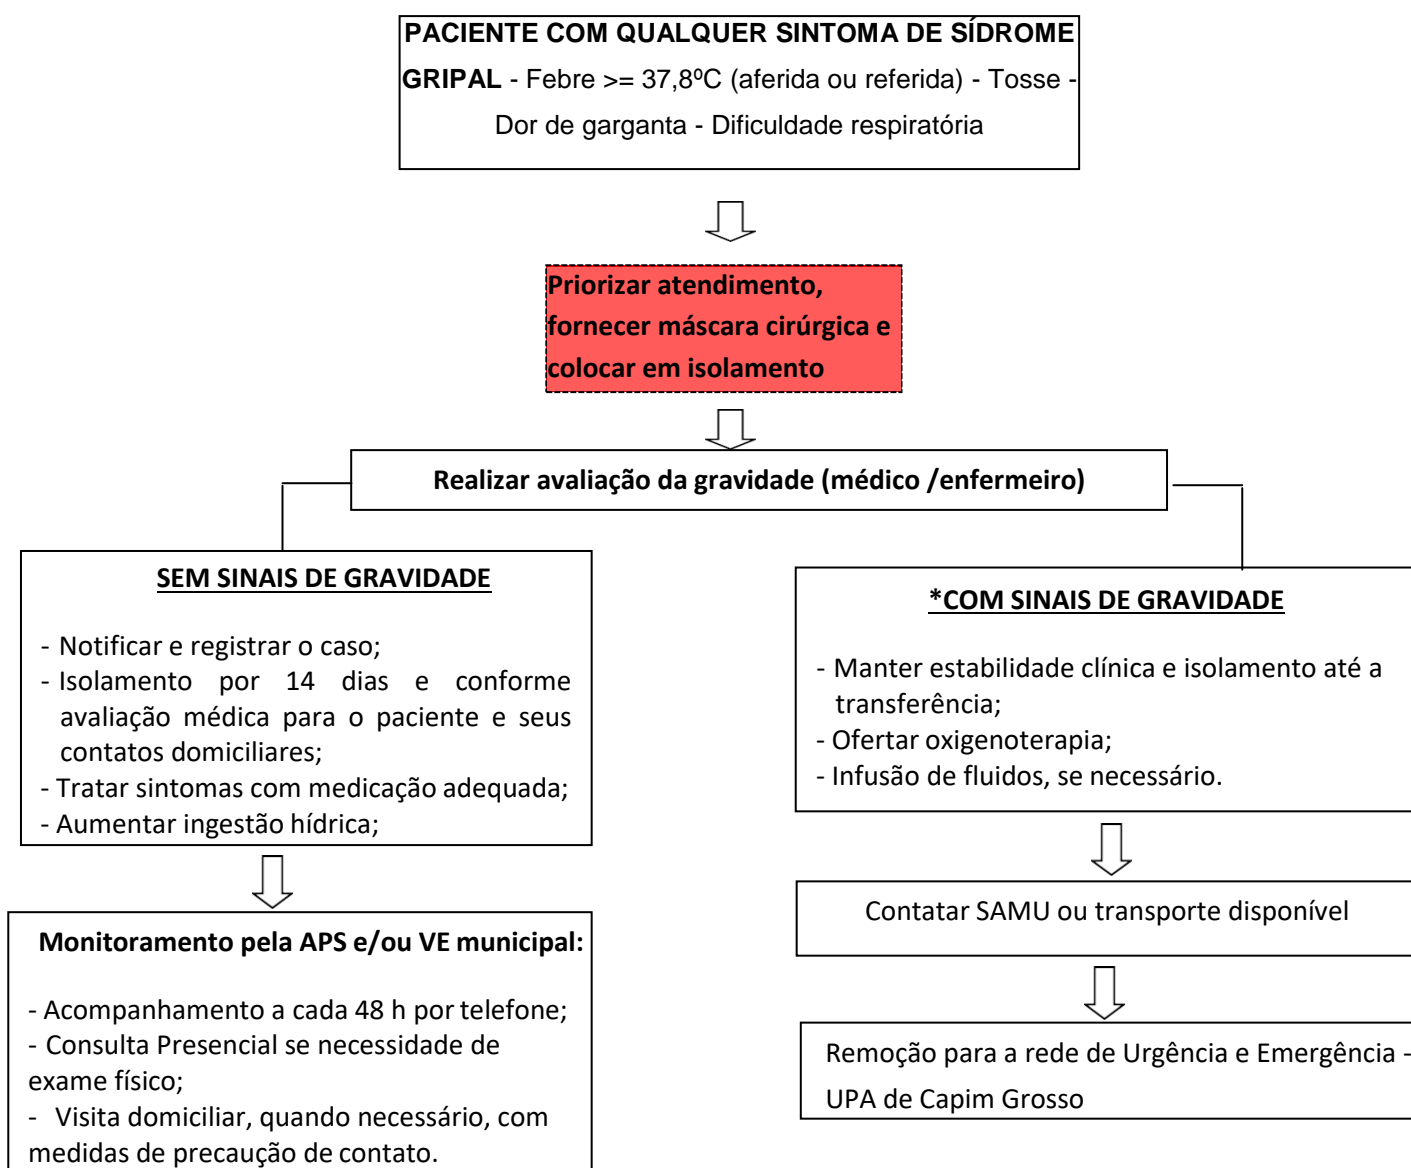 PACIENTE COM QUALQUER SINTOMA DE SÍDROME
GRIPAL - Febre >= 37,8ºC (aferida ou referida) - Tosse -
Dor de garganta - Dificuldade respiratória
Priorizar atendimento,
fornecer máscara cirúrgica e
colocar em isolamento
Realizar avaliação da gravidade (médico /enfermeiro)
SEM SINAIS DE GRAVIDADE
- Notificar e registrar o caso;
- Isolamento por 14 dias e conforme
avaliação médica para o paciente e seus
contatos domiciliares;
- Tratar sintomas com medicação adequada;
- Aumentar ingestão hídrica;
Monitoramento pela APS e/ou VE municipal:
- Acompanhamento a cada 48 h por telefone;
- Consulta Presencial se necessidade de
exame físico;
- Visita domiciliar, quando necessário, com
medidas de precaução de contato.
*COM SINAIS DE GRAVIDADE
- Manter estabilidade clínica e isolamento até a
transferência;
- Ofertar oxigenoterapia;
- Infusão de fluidos, se necessário.
Contatar SAMU ou transporte disponível
Remoção para a rede de Urgência e Emergência -
UPA de Capim Grosso